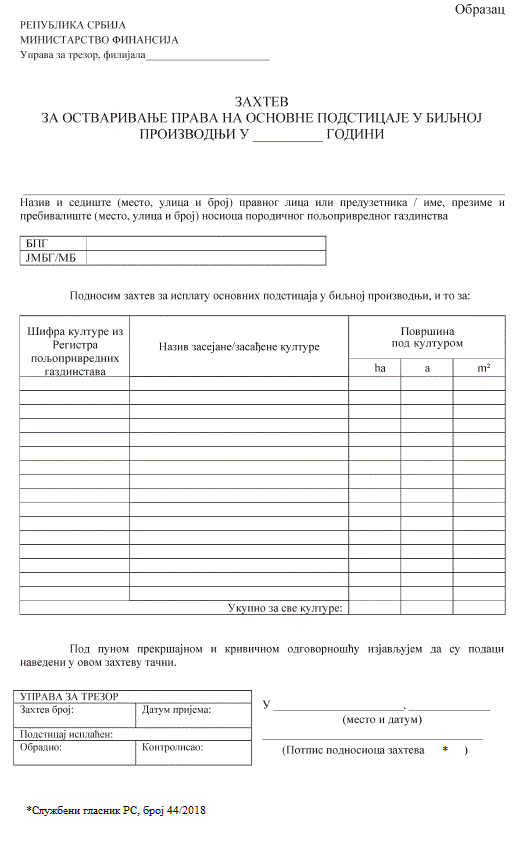 Образац
РЕПУБЛИКА СРБИЈА
МИНИСТАРСТВО ФИНАНСИЈА
Управа за трезор, филијала____________________
ЗАХТЕВ
ЗА ОСТВАРИВАЊЕ ПРАВА НА ОСНОВНЕ ПОДСТИЦАЈЕ У БИЉНОЈ
ПРОИЗВОДЊИ У __________ ГОДИНИ
Назив и седиште (место, улица и број) правног лица или предузетника / име, презиме и
пребивалиште (место, улица и број) носиоца породичног пољопривредног газдинства
БПГ
ЈМБГ/МБ
Подносим захтев за исплату основних подстицаја у биљној производњи, и то за:
Шифра културе из
Регистра
пољопривредних
газдинстава
Назив засејане/засађене културе
Површина
под културом
ha a m²
Укупно за све културе:
Под пуном прекршајном и кривичном одговорношћу изјављујем да су подаци
наведени у овом захтеву тачни.
УПРАВА ЗА ТРЕЗОР
Захтев број: Датум пријема:
Подстицај исплаћен:
Обрадио: Контролисао:
У ______________________, ______________
(место и датум)
(Потпис подносиоца захтева * )
*Службени гласник РС, број 44/2018